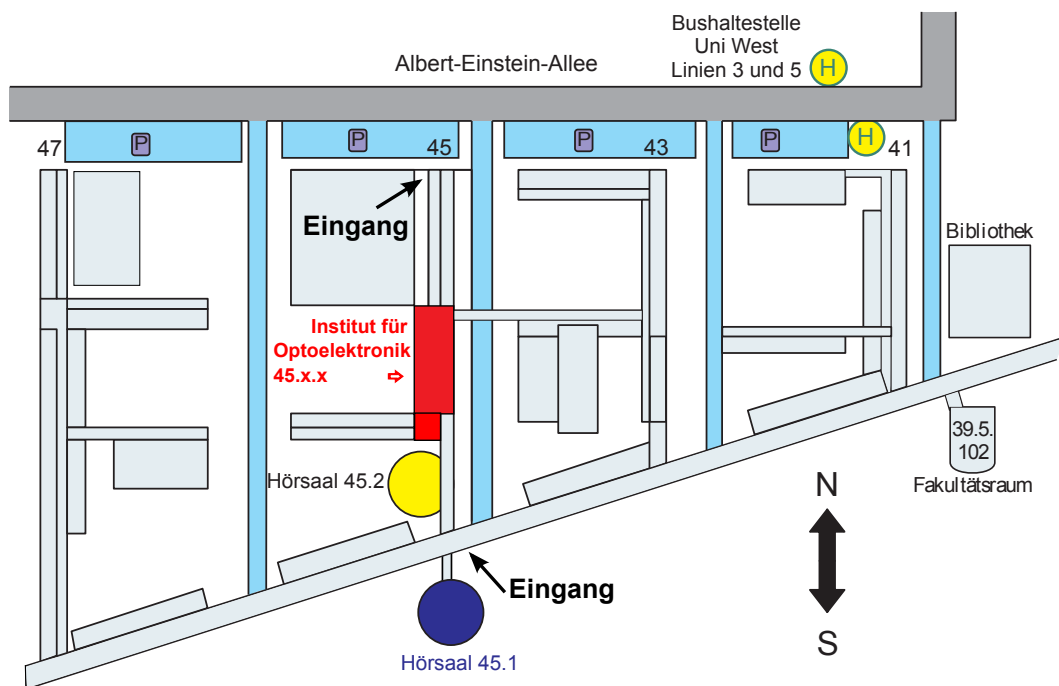 Bushaltestelle
Uni West
Linien 3 und 5
H
Albert-Einstein-Allee
P
P
P
P
H
47
45
43
41
Eingang
Bibliothek
Institut für
Optoelektronik
45.x.x
39.5.
102
Fakultätsraum
Hörsaal 45.2
N
Eingang
S
Hörsaal 45.1